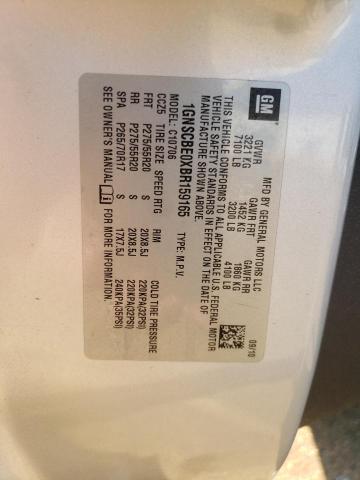 GM
MFD BY GENERAL MOTORS LLC
09/10
GVWR GAWR FRT GAWR RR
3221 KG 1452 KG 1860 KG
7100 LB 3200 LB 4100 LB
THIS VEHICLE CONFORMS TO ALL APPLICABLE U.S. FEDERAL MOTOR
VEHICLE SAFETY STANDARDS IN EFFECT ON THE DATE OF
MANUFACTURE SHOWN ABOVE.
1GNSCBE0XBR159165 TYPE: M.P.V.
MODEL: C10706
CCZ5 TIRE SIZE SPEED RTG RIM COLD TIRE PRESSURE
FRT P275/55R20 S 20X8.5J 220KPA(32PSI)
RR P275/55R20 S 20X8.5J 220KPA(32PSI)
SPA P265/70R17 S 17X7.5J 240KPA(35PSI)
SEE OWNER'S MANUAL FOR MORE INFORMATION.